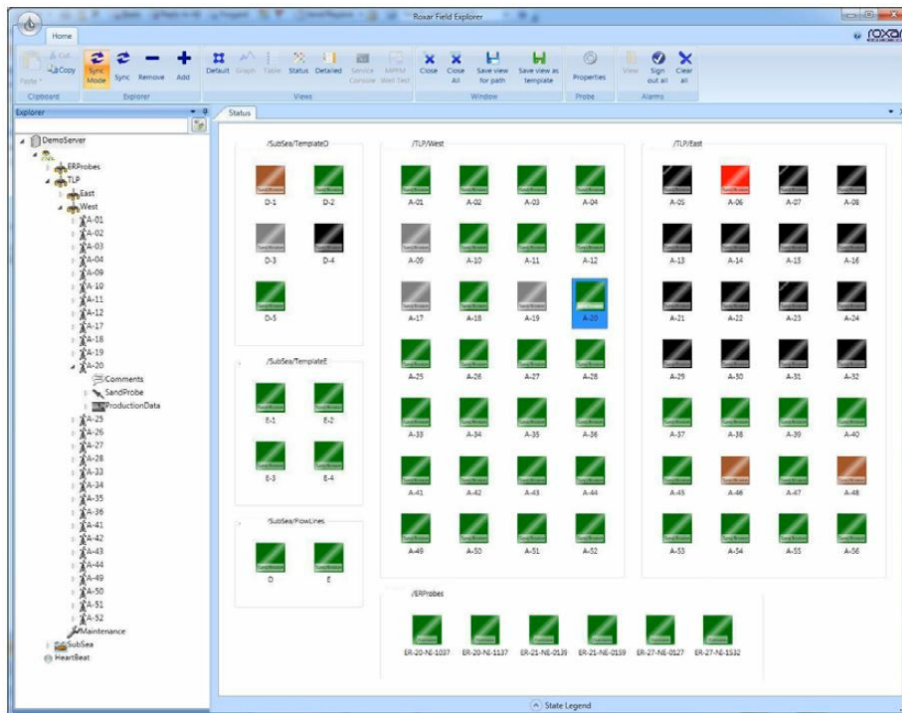 Roxar Field Explorer
Home
ROXAR
Paste
Cut
Copy
Sync Mode
Sync
Remove
Add
Default
Graph
Table
Status
Detailed
Service Console
MPFM Well Test
Close
Close All
Save view for path
Save view as template
Properties
View
Sign out all
Clear all
Clipboard
Explorer
Views
Window
Probe
Alarms
Explorer
DemoServer
ERProbes
TLP
East
West
A-01
A-02
A-03
A-04
A-09
A-10
A-11
A-12
A-17
A-18
A-19
A-20
Comments
SandProbe
ProductionData
A-25
A-26
A-27
A-28
A-33
A-34
A-35
A-36
A-41
A-42
A-43
A-44
A-49
A-50
A-51
A-52
Maintenance
SubSea
HeartBeat
Status
/SubSea/TemplateD
D-1 D-2
D-3 D-4
D-5
/SubSea/TemplateE
E-1 E-2
E-3 E-4
/SubSea/FlowLines
D E
/TLP/West
A-01 A-02 A-03 A-04
A-09 A-10 A-11 A-12
A-17 A-18 A-19 A-20
A-25 A-26 A-27 A-28
A-33 A-34 A-35 A-36
A-41 A-42 A-43 A-44
A-49 A-50 A-51 A-52
/TLP/East
A-05 A-06 A-07 A-08
A-13 A-14 A-15 A-16
A-21 A-22 A-23 A-24
A-29 A-30 A-31 A-32
A-37 A-38 A-39 A-40
A-45 A-46 A-47 A-48
A-53 A-54 A-55 A-56
/ERProbes
ER-20-NE-1037 ER-20-NE-1137 ER-21-NE-0139 ER-21-NE-0159 ER-27-NE-0127 ER-27-NE-1532
State Legend